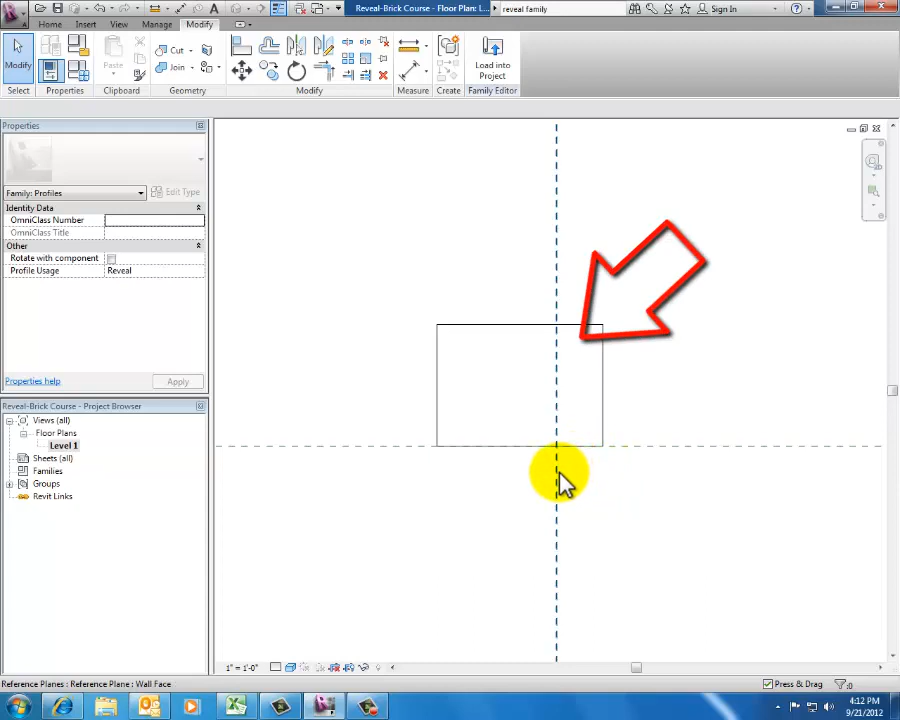 Reveal-Brick Course - Floor Plan: L...
reveal family
Sign In
Home Insert View Manage Modify
Modify
Paste
Cut
Join
Load into
Project
Select Properties Clipboard Geometry Modify Measure Create Family Editor
Properties
Family: Profiles
Edit Type
Identity Data
OmniClass Number
OmniClass Title
Other
Rotate with component
Profile Usage Reveal
Properties help
Apply
Reveal-Brick Course - Project Browser
Views (all)
Floor Plans
Level 1
Sheets (all)
Families
Groups
Revit Links
1" = 1'-0"
Reference Planes : Reference Plane : Wall Face
Press & Drag
:0
4:12 PM
9/21/2012